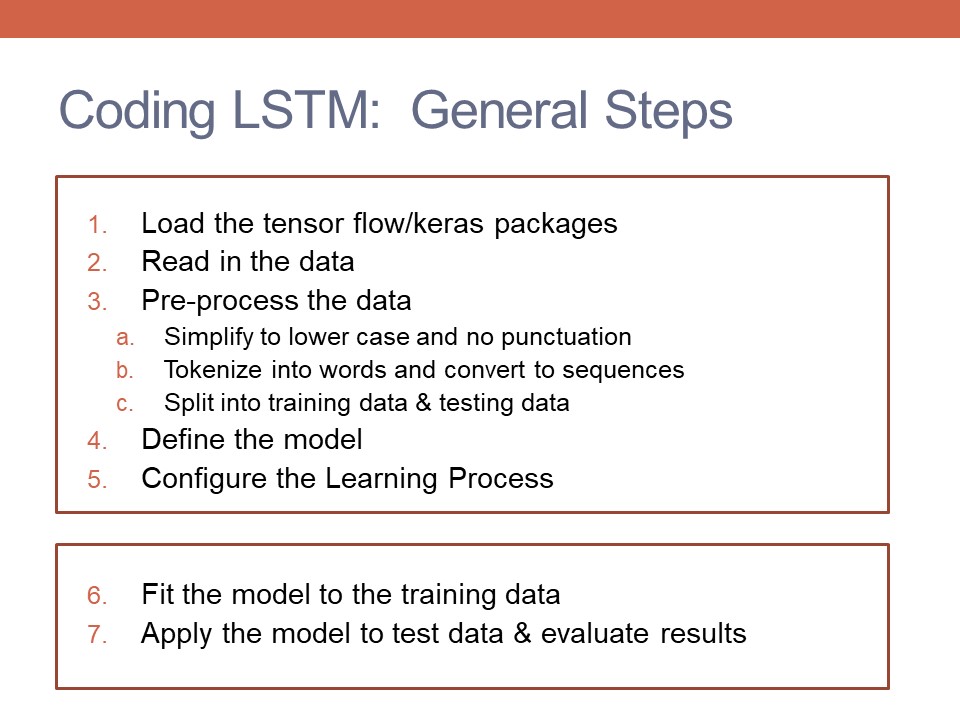 Coding LSTM:  General Steps
1. Load the tensor flow/keras packages
2. Read in the data
3. Pre-process the data
a. Simplify to lower case and no punctuation
b. Tokenize into words and convert to sequences
c. Split into training data & testing data
4. Define the model
5. Configure the Learning Process
6. Fit the model to the training data
7. Apply the model to test data & evaluate results